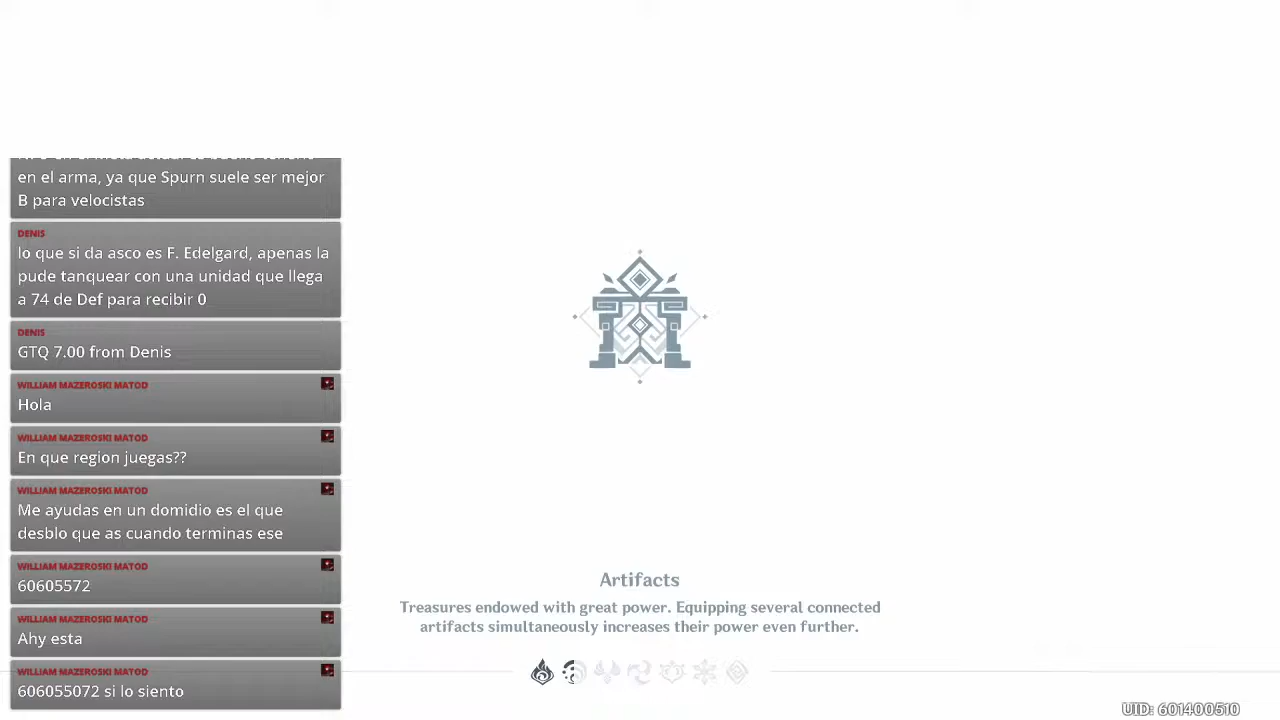 en el arma, ya que Spurn suele ser mejor
B para velocistas
DENIS
lo que si da asco es F. Edelgard, apenas la
pude tanquear con una unidad que llega
a 74 de Def para recibir 0
DENIS
GTQ 7.00 from Denis
WILLIAM MAZEROSKI MATOD
Hola
WILLIAM MAZEROSKI MATOD
En que region juegas??
WILLIAM MAZEROSKI MATOD
Me ayudas en un domidio es el que
desblo que as cuando terminas ese
WILLIAM MAZEROSKI MATOD
60605572
WILLIAM MAZEROSKI MATOD
Ahy esta
WILLIAM MAZEROSKI MATOD
606055072 si lo siento
Artifacts
Treasures endowed with great power. Equipping several connected
artifacts simultaneously increases their power even further.
UID: 601400510